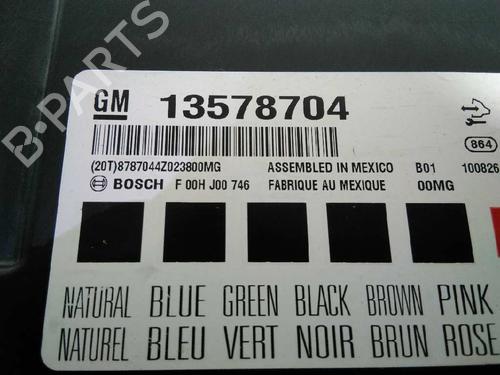 B-PARTS
GM 13578704
864
(20T)8787044Z023800MG ASSEMBLED IN MEXICO B01 100826
BOSCH F 00H J00 746 FABRIQUE AU MEXIQUE 00MG
NATURAL BLUE GREEN BLACK BROWN PINK
NATUREL BLEU VERT NOIR BRUN ROSE